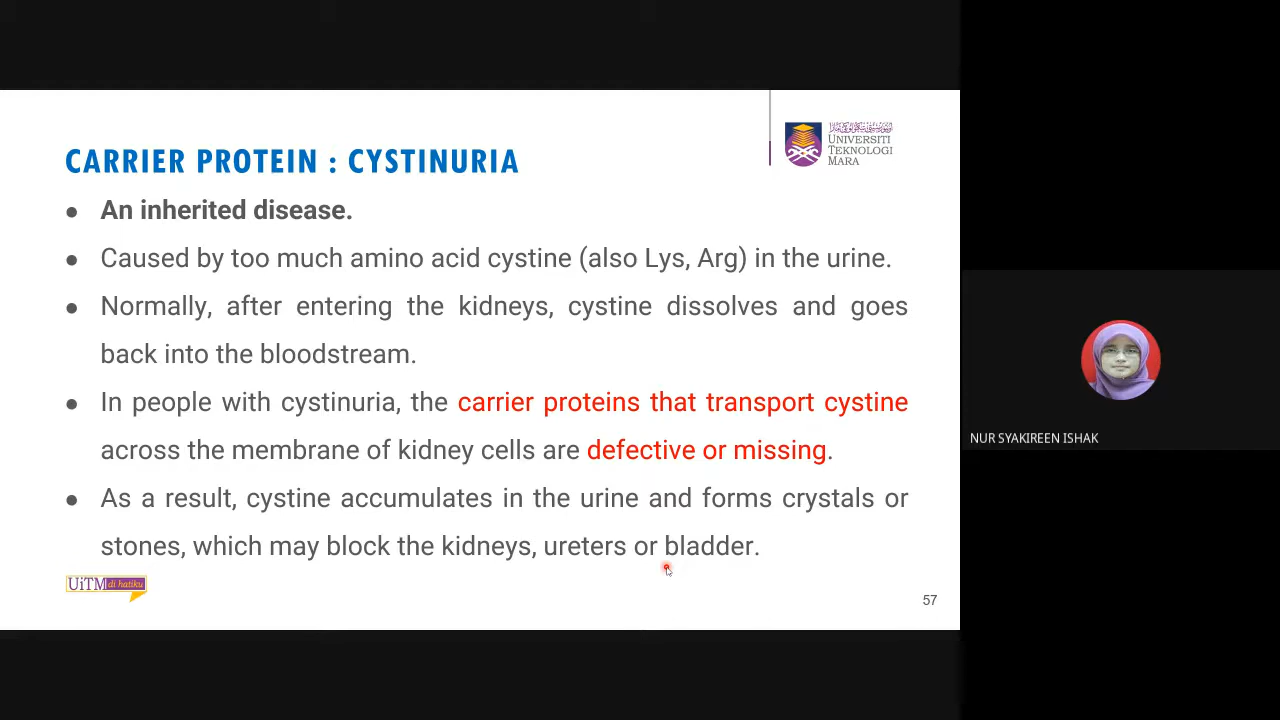 CARRIER PROTEIN : CYSTINURIA
UNIVERSITI
TEKNOLOGI
MARA
● An inherited disease.
● Caused by too much amino acid cystine (also Lys, Arg) in the urine.
● Normally, after entering the kidneys, cystine dissolves and goes
back into the bloodstream.
● In people with cystinuria, the carrier proteins that transport cystine
across the membrane of kidney cells are defective or missing.
● As a result, cystine accumulates in the urine and forms crystals or
stones, which may block the kidneys, ureters or bladder.
UiTM di hatiku
57
NUR SYAKIREEN ISHAK